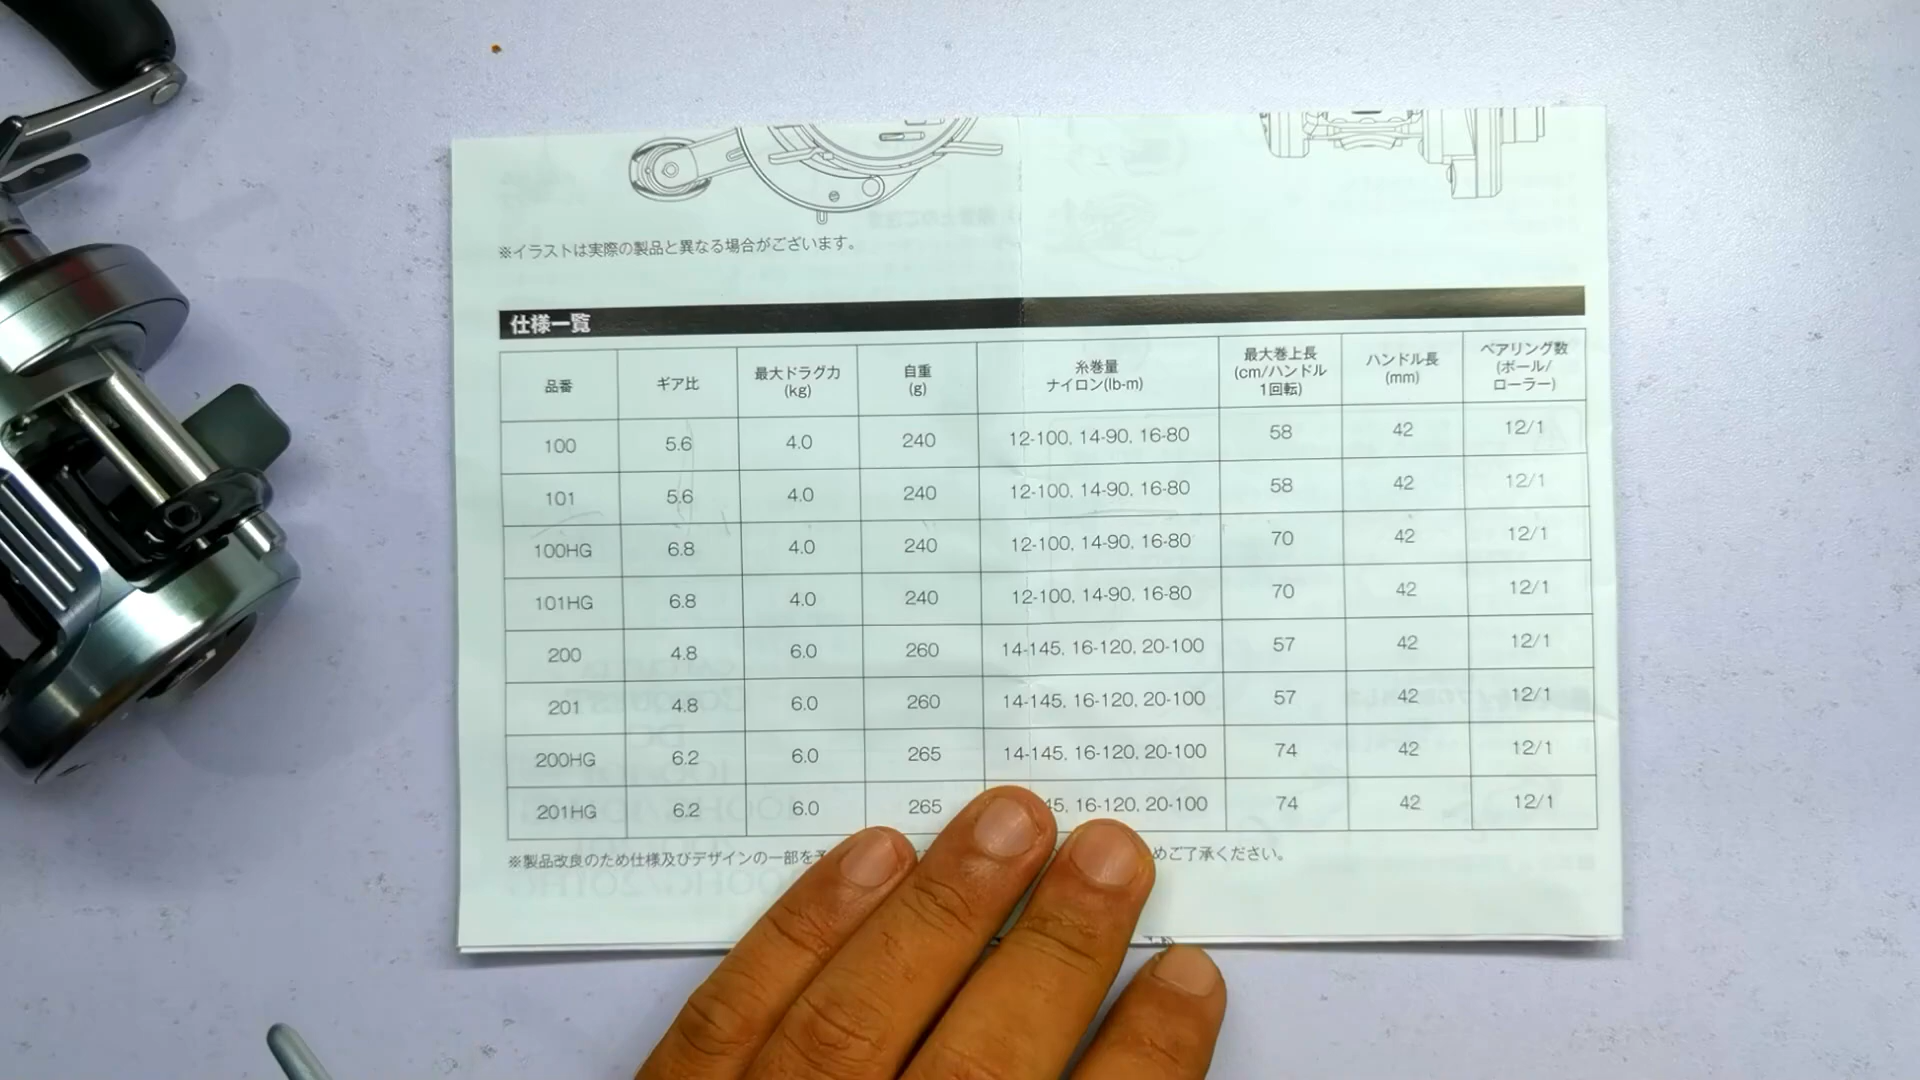 ※イラストは実際の製品と異なる場合がございます。
仕様一覧
品番 ギア比 最大ドラグ力 (kg) 自重 (g) 糸巻量 ナイロン(lb-m) 最大巻上長 (cm/ハンドル 1回転) ハンドル長 (mm) ベアリング数 (ボール/ ローラー)
100 5.6 4.0 240 12-100, 14-90, 16-80 58 42 12/1
101 5.6 4.0 240 12-100, 14-90, 16-80 58 42 12/1
100HG 6.8 4.0 240 12-100, 14-90, 16-80 70 42 12/1
101HG 6.8 4.0 240 12-100, 14-90, 16-80 70 42 12/1
200 4.8 6.0 260 14-145, 16-120, 20-100 57 42 12/1
201 4.8 6.0 260 14-145, 16-120, 20-100 57 42 12/1
200HG 6.2 6.0 265 14-145, 16-120, 20-100 74 42 12/1
201HG 6.2 6.0 265 45, 16-120, 20-100 74 42 12/1
※製品改良のため仕様及びデザインの一部を めご了承ください。